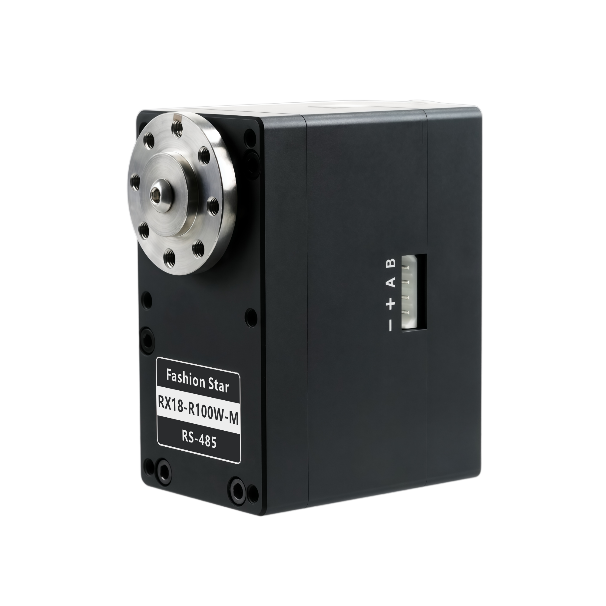 Fashion Star
RX18-R100W-M
RS-485
− + A B